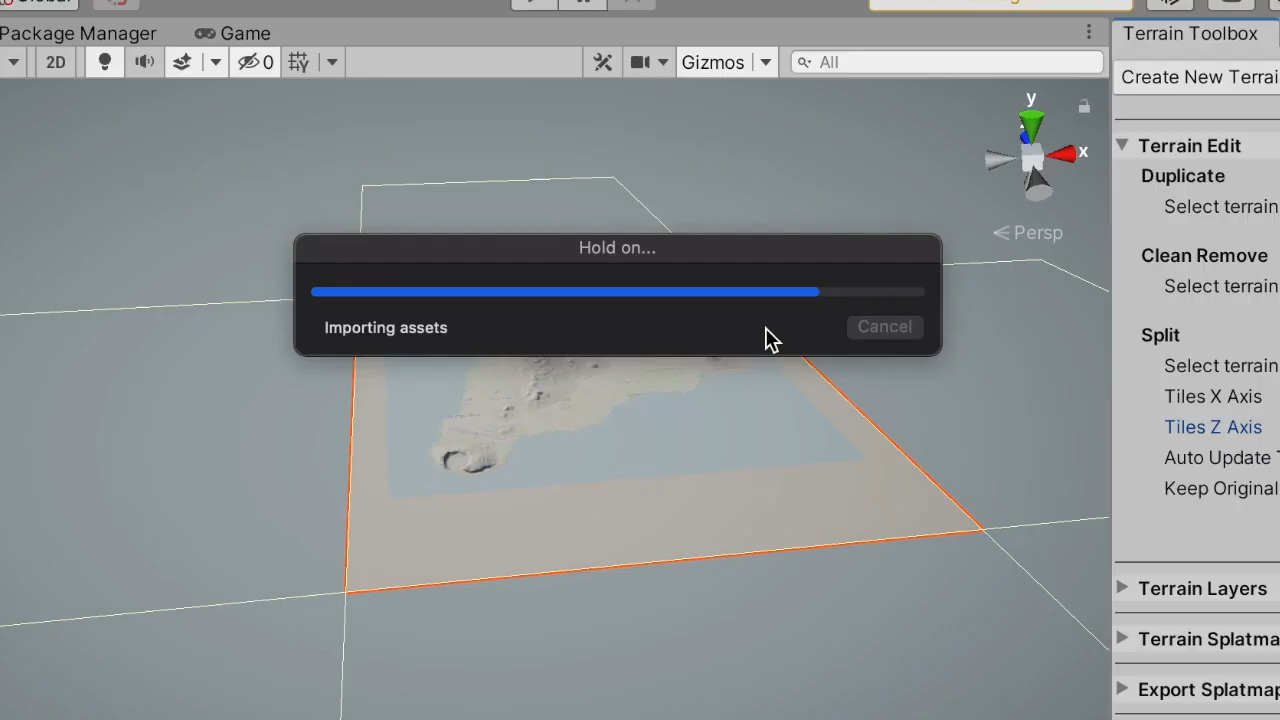 Global
Package Manager
Game
Terrain Toolbox
2D
0
Gizmos
All
Create New Terrai
y
x
Persp
Terrain Edit
Duplicate
Select terrain
Clean Remove
Select terrain
Split
Select terrain
Tiles X Axis
Tiles Z Axis
Auto Update T
Keep Original
Terrain Layers
Terrain Splatma
Export Splatmap
Hold on...
Importing assets
Cancel